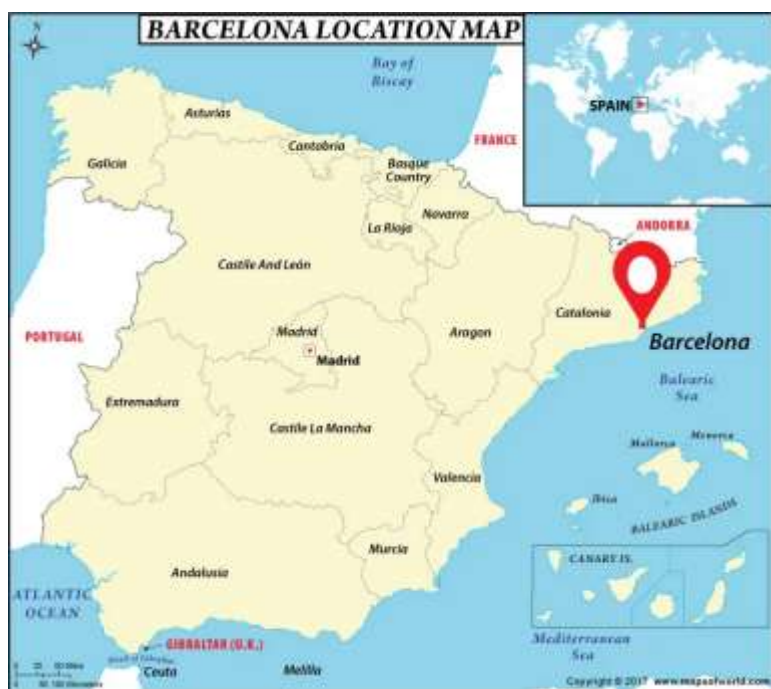 BARCELONA LOCATION MAP
N
Bay of
Biscay
SPAIN
FRANCE
ANDORRA
Asturias
Cantabria
Basque
Country
Galicia
Navarra
La Rioja
Castile And León
Catalonia
Aragon
Barcelona
PORTUGAL
Madrid
Madrid
Balearic
Sea
Extremadura
Castile La Mancha
Mallorca
Menorca
Valencia
Ibiza
BALEARIC ISLANDS
Murcia
CANARY IS.
Andalusia
ATLANTIC
OCEAN
GIBRALTAR (U.K.)
Mediterranean
Sea
Ceuta
Melilla
Copyright © 2017 www.mapsofworld.com